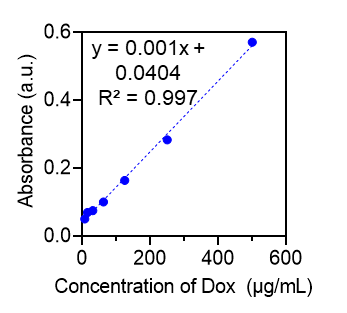 0.6
y = 0.001x +
0.0404
R² = 0.997
0.4
0.2
0.0
Absorbance (a.u.)
0 200 400 600
Concentration of Dox (µg/mL)